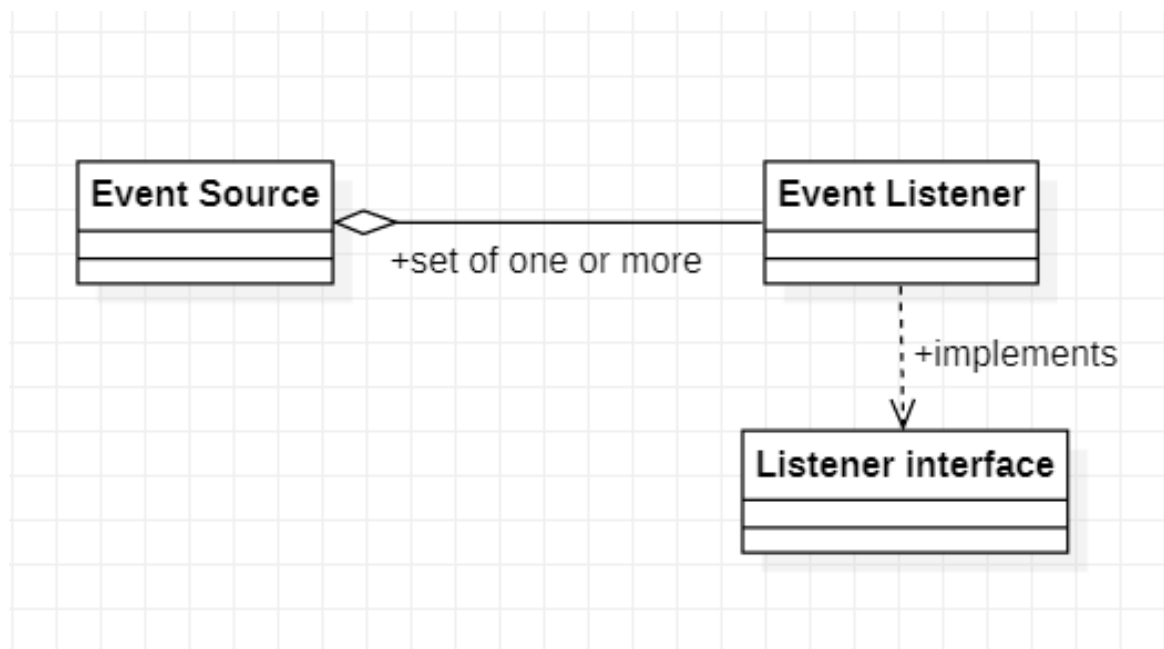 Event Source
Event Listener
+set of one or more
+implements
Listener interface